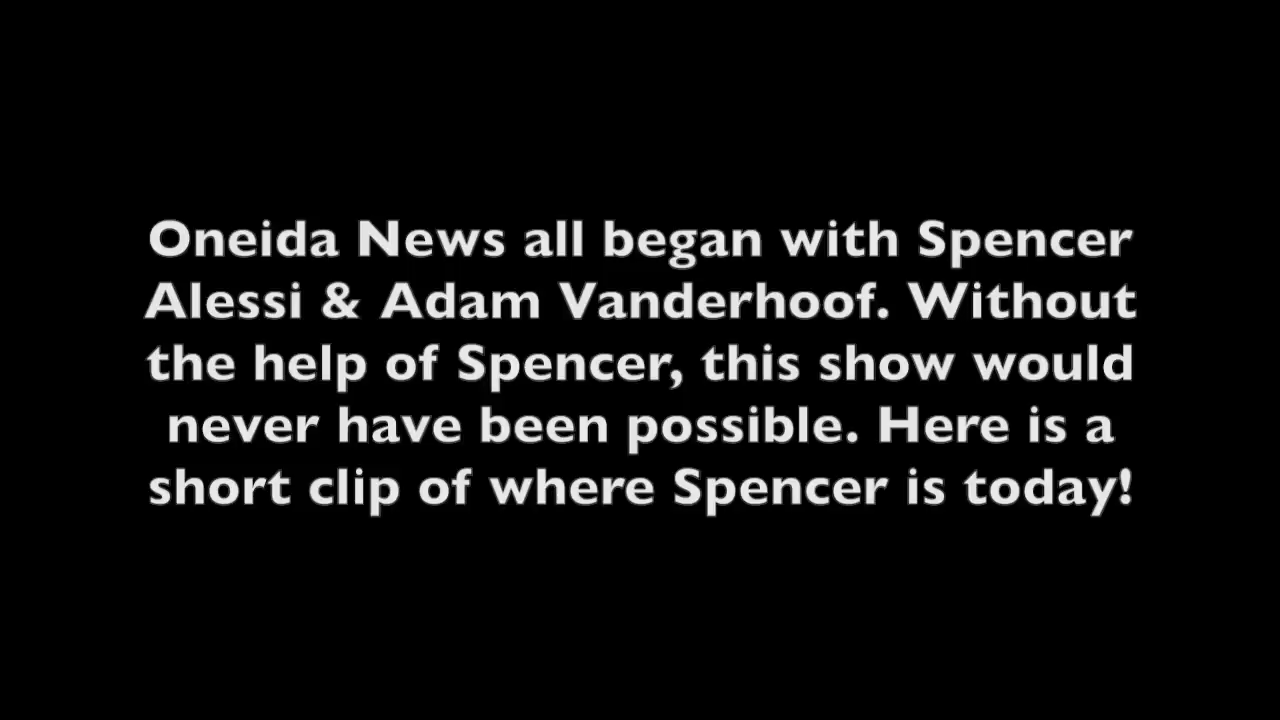 Oneida News all began with Spencer
Alessi & Adam Vanderhoof. Without
the help of Spencer, this show would
never have been possible. Here is a
short clip of where Spencer is today!